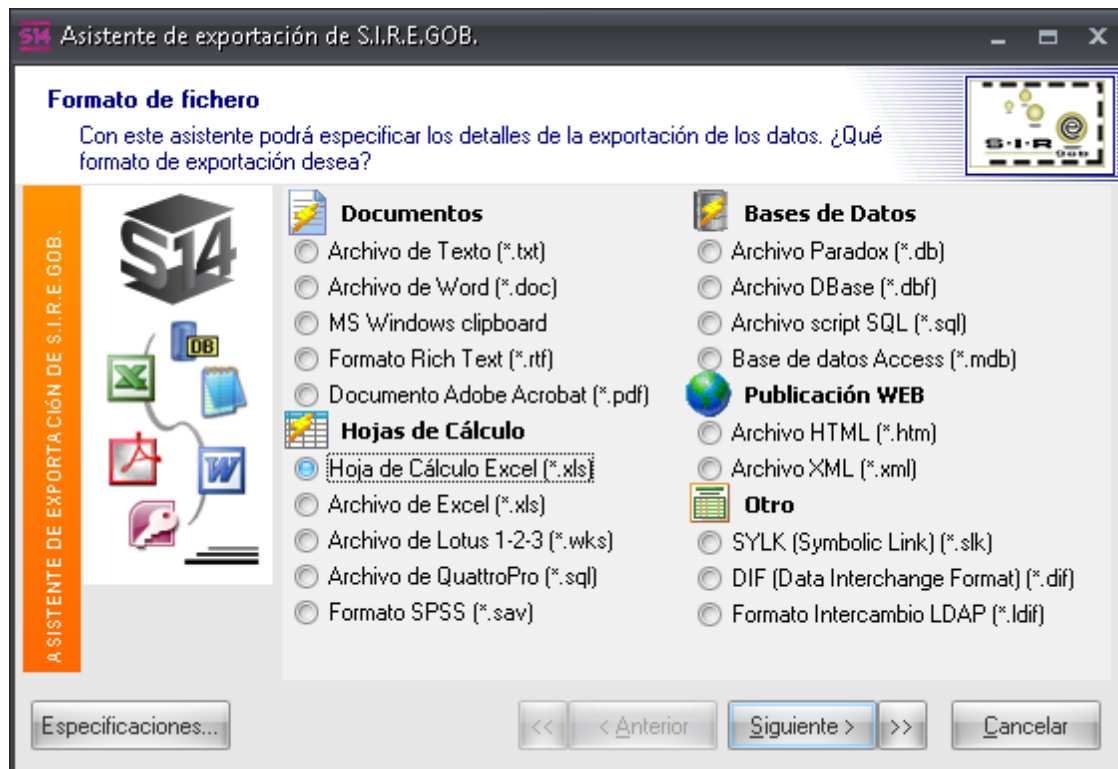 S14 Asistente de exportación de S.I.R.E.GOB.
Formato de fichero
Con este asistente podrá especificar los detalles de la exportación de los datos. ¿Qué
formato de exportación desea?
S·I·R e
Gob
ASISTENTE DE EXPORTACIÓN DE S.I.R.E.GOB.
S14
DB
X
W
Documentos
Archivo de Texto (*.txt)
Archivo de Word (*.doc)
MS Windows clipboard
Formato Rich Text (*.rtf)
Documento Adobe Acrobat (*.pdf)
Hojas de Cálculo
Hoja de Cálculo Excel (*.xls)
Archivo de Excel (*.xls)
Archivo de Lotus 1-2-3 (*.wks)
Archivo de QuattroPro (*.sql)
Formato SPSS (*.sav)
Bases de Datos
Archivo Paradox (*.db)
Archivo DBase (*.dbf)
Archivo script SQL (*.sql)
Base de datos Access (*.mdb)
Publicación WEB
Archivo HTML (*.htm)
Archivo XML (*.xml)
Otro
SYLK (Symbolic Link) (*.slk)
DIF (Data Interchange Format) (*.dif)
Formato Intercambio LDAP (*.ldif)
Especificaciones...
<< < Anterior Siguiente > >> Cancelar